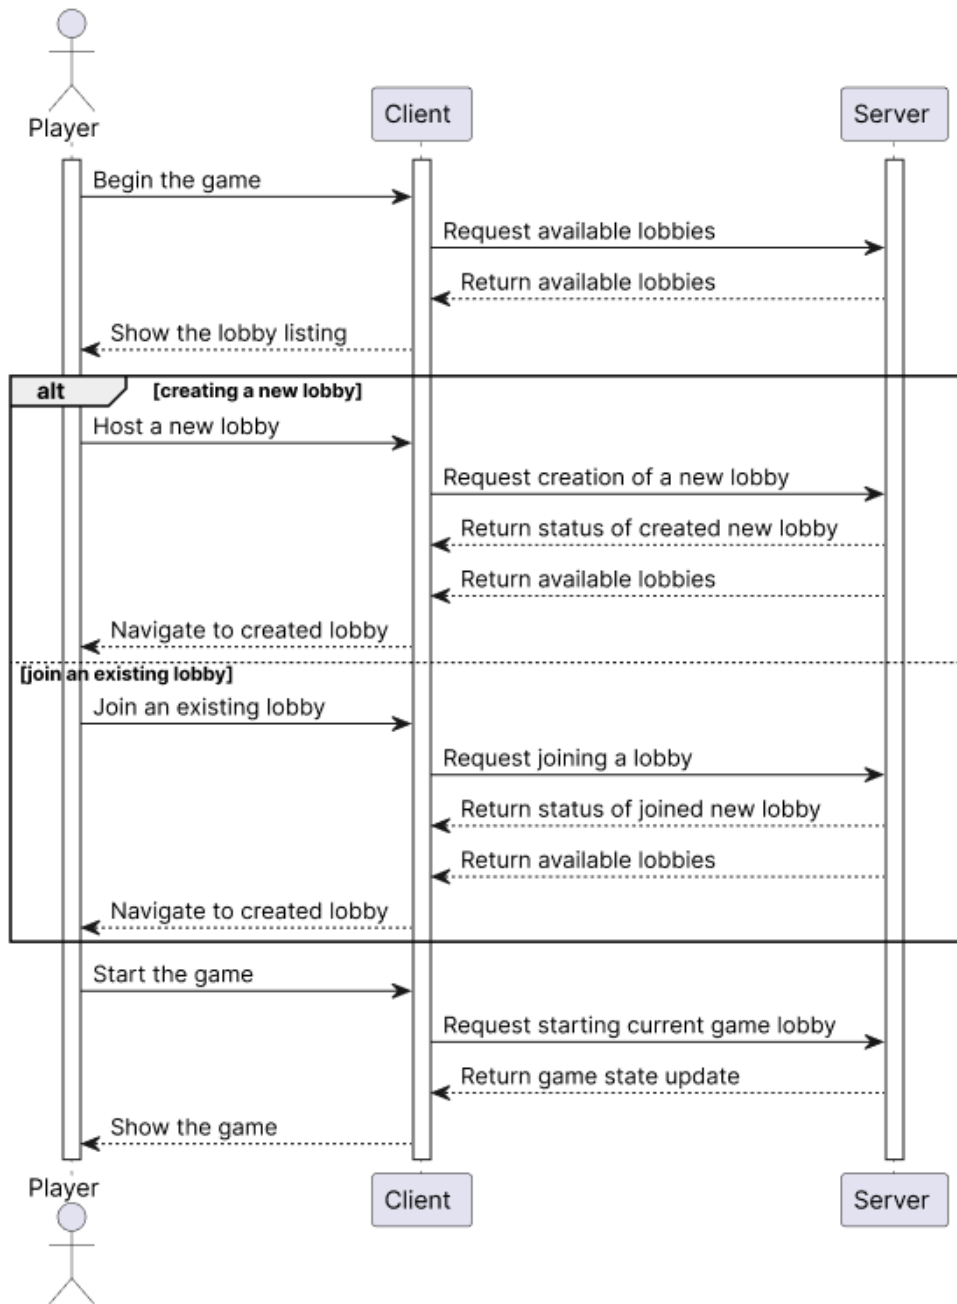 Player
Client
Server
Begin the game
Request available lobbies
Return available lobbies
Show the lobby listing
alt
[creating a new lobby]
Host a new lobby
Request creation of a new lobby
Return status of created new lobby
Return available lobbies
Navigate to created lobby
[join an existing lobby]
Join an existing lobby
Request joining a lobby
Return status of joined new lobby
Return available lobbies
Navigate to created lobby
Start the game
Request starting current game lobby
Return game state update
Show the game
Player
Client
Server